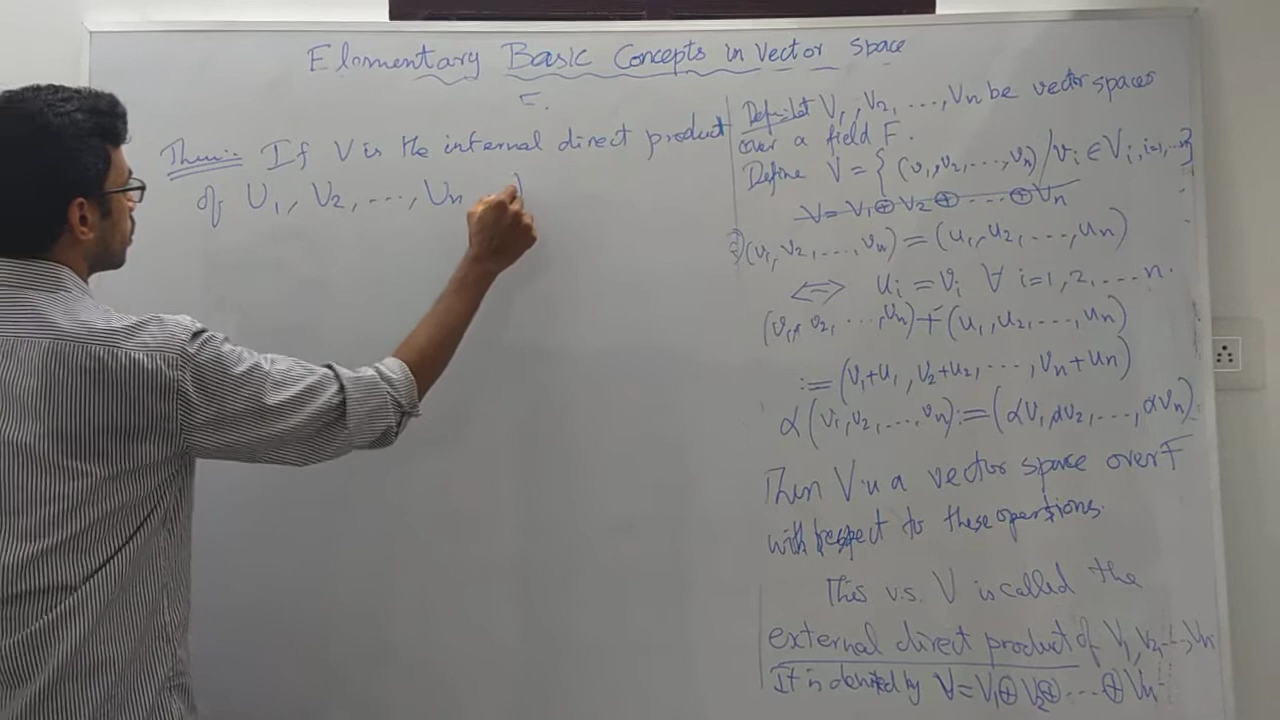 Elementary Basic Concepts in Vector Space
Thm:- If V is the internal direct product
of U₁, U₂, ..., Un
Defn: Let V₁, V₂, ..., Vn be vector spaces
over a field F.
Define V = { (v₁, v₂, ..., vn) / vᵢ ∈ Vᵢ, i=1, ...n }
V = V₁ ⊕ V₂ ⊕ .... ⊕ Vn
(v₁, v₂, ..., vn) = (u₁, u₂, ..., un)
⇔ uᵢ = vᵢ ∀ i=1, 2, .... n.
(v₁, v₂, ..., vn) + (u₁, u₂, ..., un)
:= (v₁+u₁, v₂+u₂, ..., vn+un)
α(v₁, v₂, ..., vn) := (αv₁, αv₂, ..., αvn)
Then V is a vector space over F
with respect to these opertions.
This v.s. V is called the
external direct product of V₁, V₂, ..., Vn
It is denoted by V = V₁ ⊕ V₂ ⊕ .... ⊕ Vn